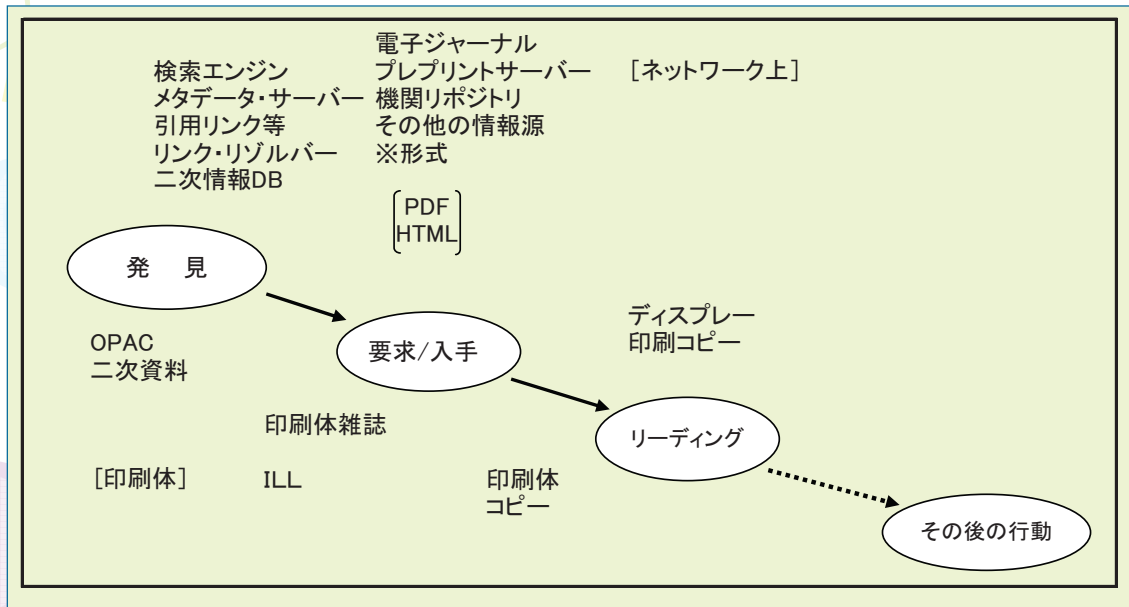 検索エンジン
メタデータ・サーバー
引用リンク等
リンク・リゾルバー
二次情報DB
電子ジャーナル
プレプリントサーバー
機関リポジトリ
その他の情報源
※形式
PDF
HTML
[ネットワーク上]
発 見
OPAC
二次資料
要求/入手
ディスプレー
印刷コピー
印刷体雑誌
リーディング
[印刷体]
ILL
印刷体
コピー
その後の行動